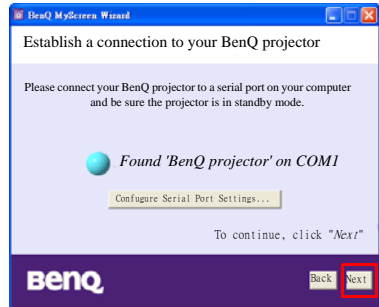 BenQ MyScreen Wizard
Establish a connection to your BenQ projector
Please connect your BenQ projector to a serial port on your computer
and be sure the projector is in standby mode.
Found 'BenQ projector' on COM1
Confugure Serial Port Settings...
To continue, click "Next"
BenQ
Back Next